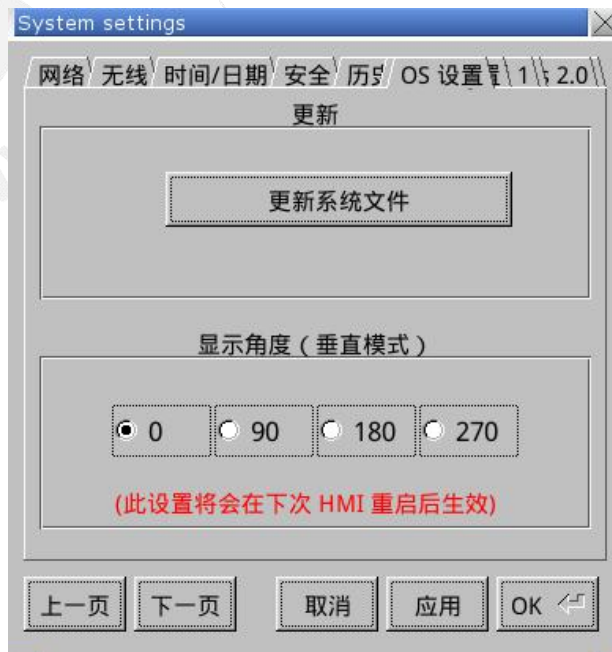 System settings
网络 无线 时间/日期 安全 历 OS 设置 1 2.0
更新
更新系统文件
显示角度（垂直模式）
0 90 180 270
(此设置将会在下次 HMI 重启后生效)
上一页 下一页 取消 应用 OK